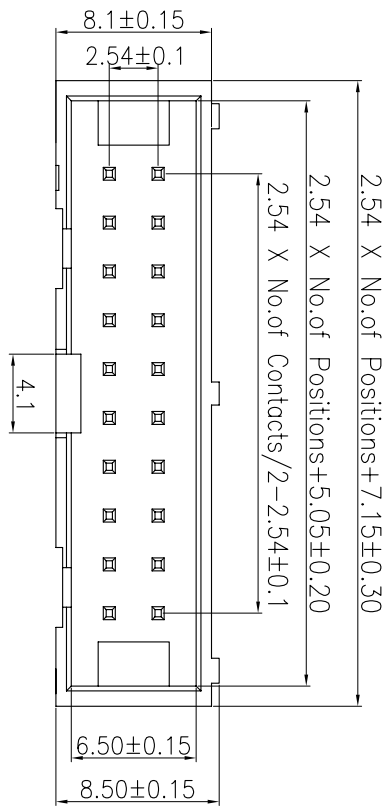 8.1±0.15
2.54±0.1
2.54 X No.of Positions+7.15±0.30
2.54 X No.of Positions+5.05±0.20
2.54 X No.of Contacts/2-2.54±0.1
4.1
6.50±0.15
8.50±0.15